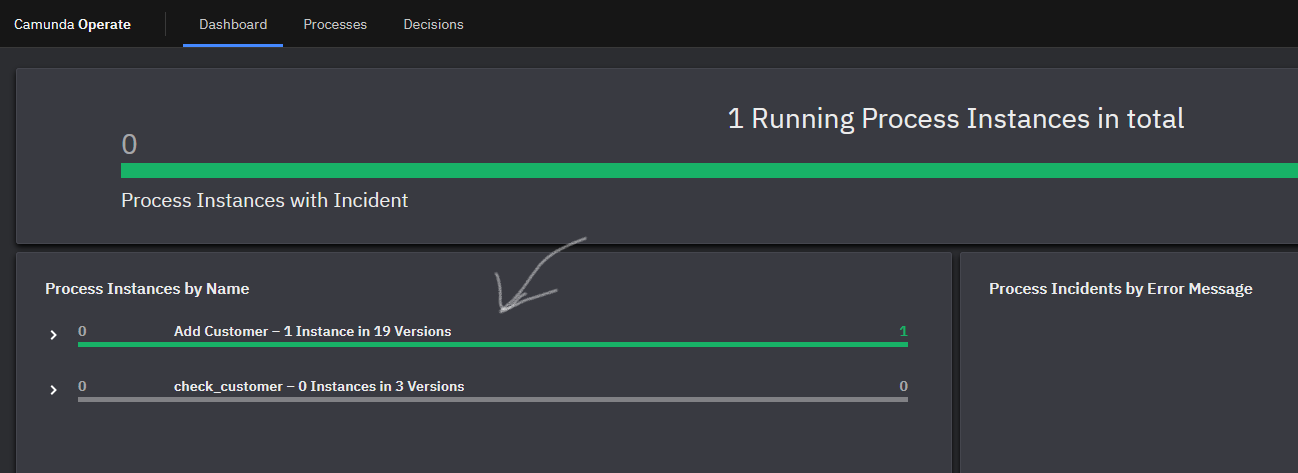 Camunda Operate Dashboard Processes Decisions
1 Running Process Instances in total
0
Process Instances with Incident
Process Instances by Name
0 Add Customer – 1 Instance in 19 Versions 1
0 check_customer – 0 Instances in 3 Versions 0
Process Incidents by Error Message